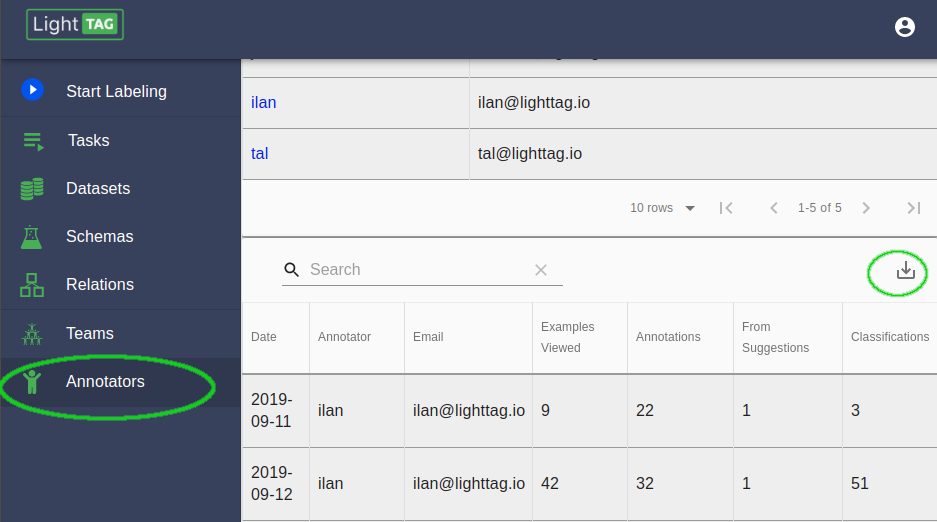 Light TAG
Start Labeling
Tasks
Datasets
Schemas
Relations
Teams
Annotators
ilan ilan@lighttag.io
tal tal@lighttag.io
10 rows 1-5 of 5
Search
Date Annotator Email Examples Viewed Annotations From Suggestions Classifications
2019-09-11 ilan ilan@lighttag.io 9 22 1 3
2019-09-12 ilan ilan@lighttag.io 42 32 1 51